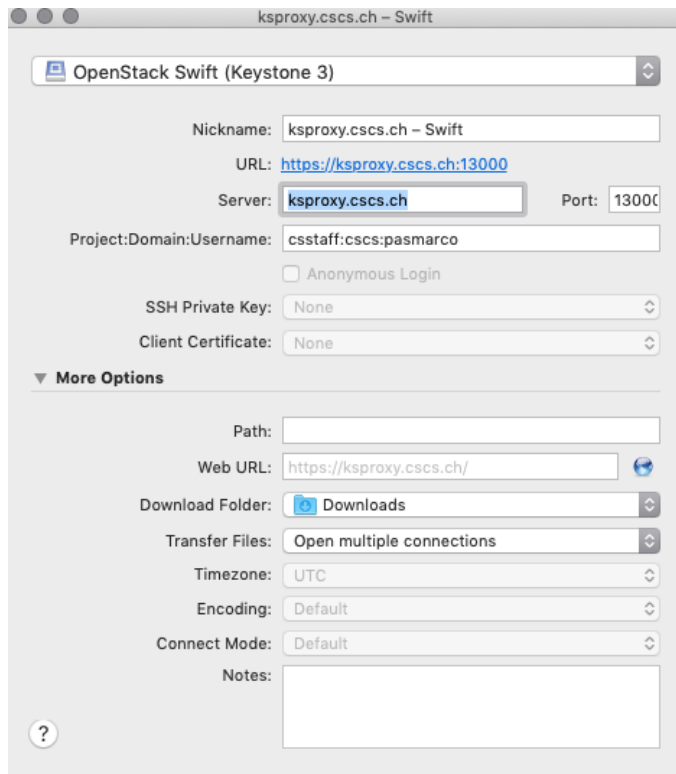 ksproxy.cscs.ch – Swift
OpenStack Swift (Keystone 3)
Nickname: ksproxy.cscs.ch – Swift
URL: https://ksproxy.cscs.ch:13000
Server: ksproxy.cscs.ch Port: 13000
Project:Domain:Username: csstaff:cscs:pasmarco
Anonymous Login
SSH Private Key: None
Client Certificate: None
More Options
Path:
Web URL: https://ksproxy.cscs.ch/
Download Folder: Downloads
Transfer Files: Open multiple connections
Timezone: UTC
Encoding: Default
Connect Mode: Default
Notes:
?